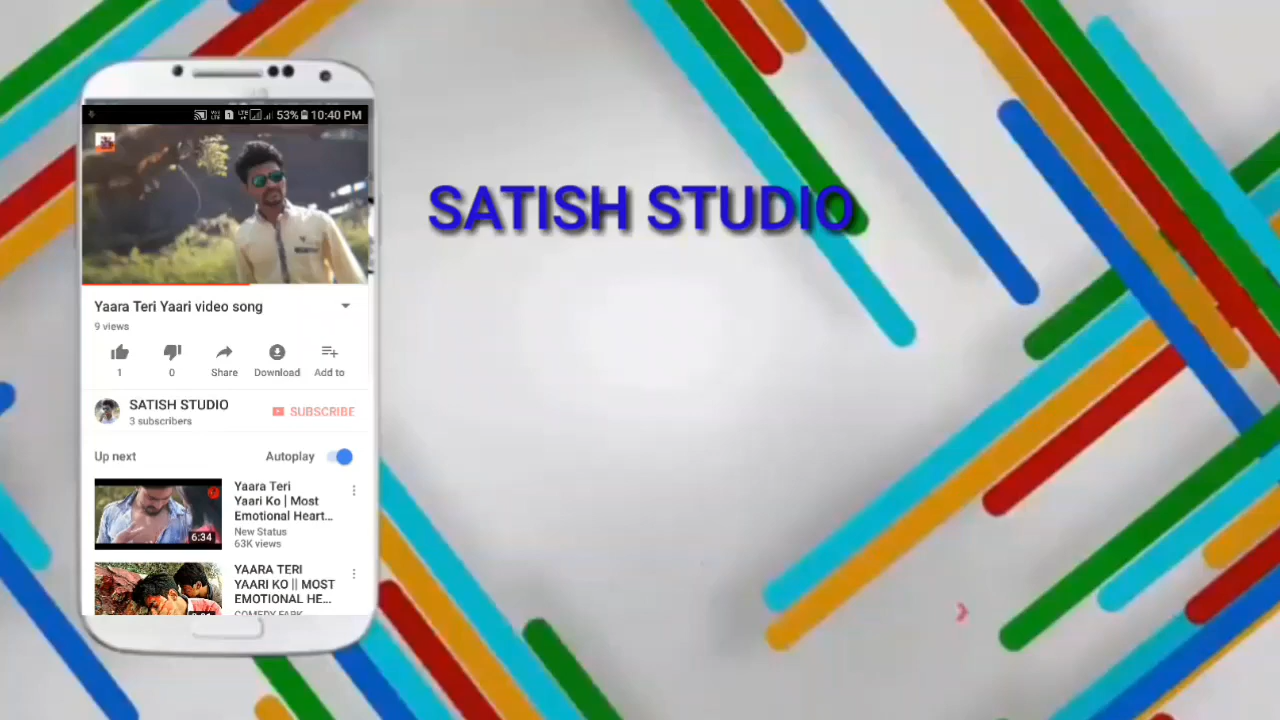 53% 10:40 PM
SATISH STUDIO
Yaara Teri Yaari video song
9 views
1 0 Share Download Add to
SATISH STUDIO
3 subscribers
SUBSCRIBE
Up next Autoplay
Yaara Teri
Yaari Ko | Most
Emotional Heart...
New Status
63K views
6:34
YAARA TERI
YAARI KO || MOST
EMOTIONAL HE...